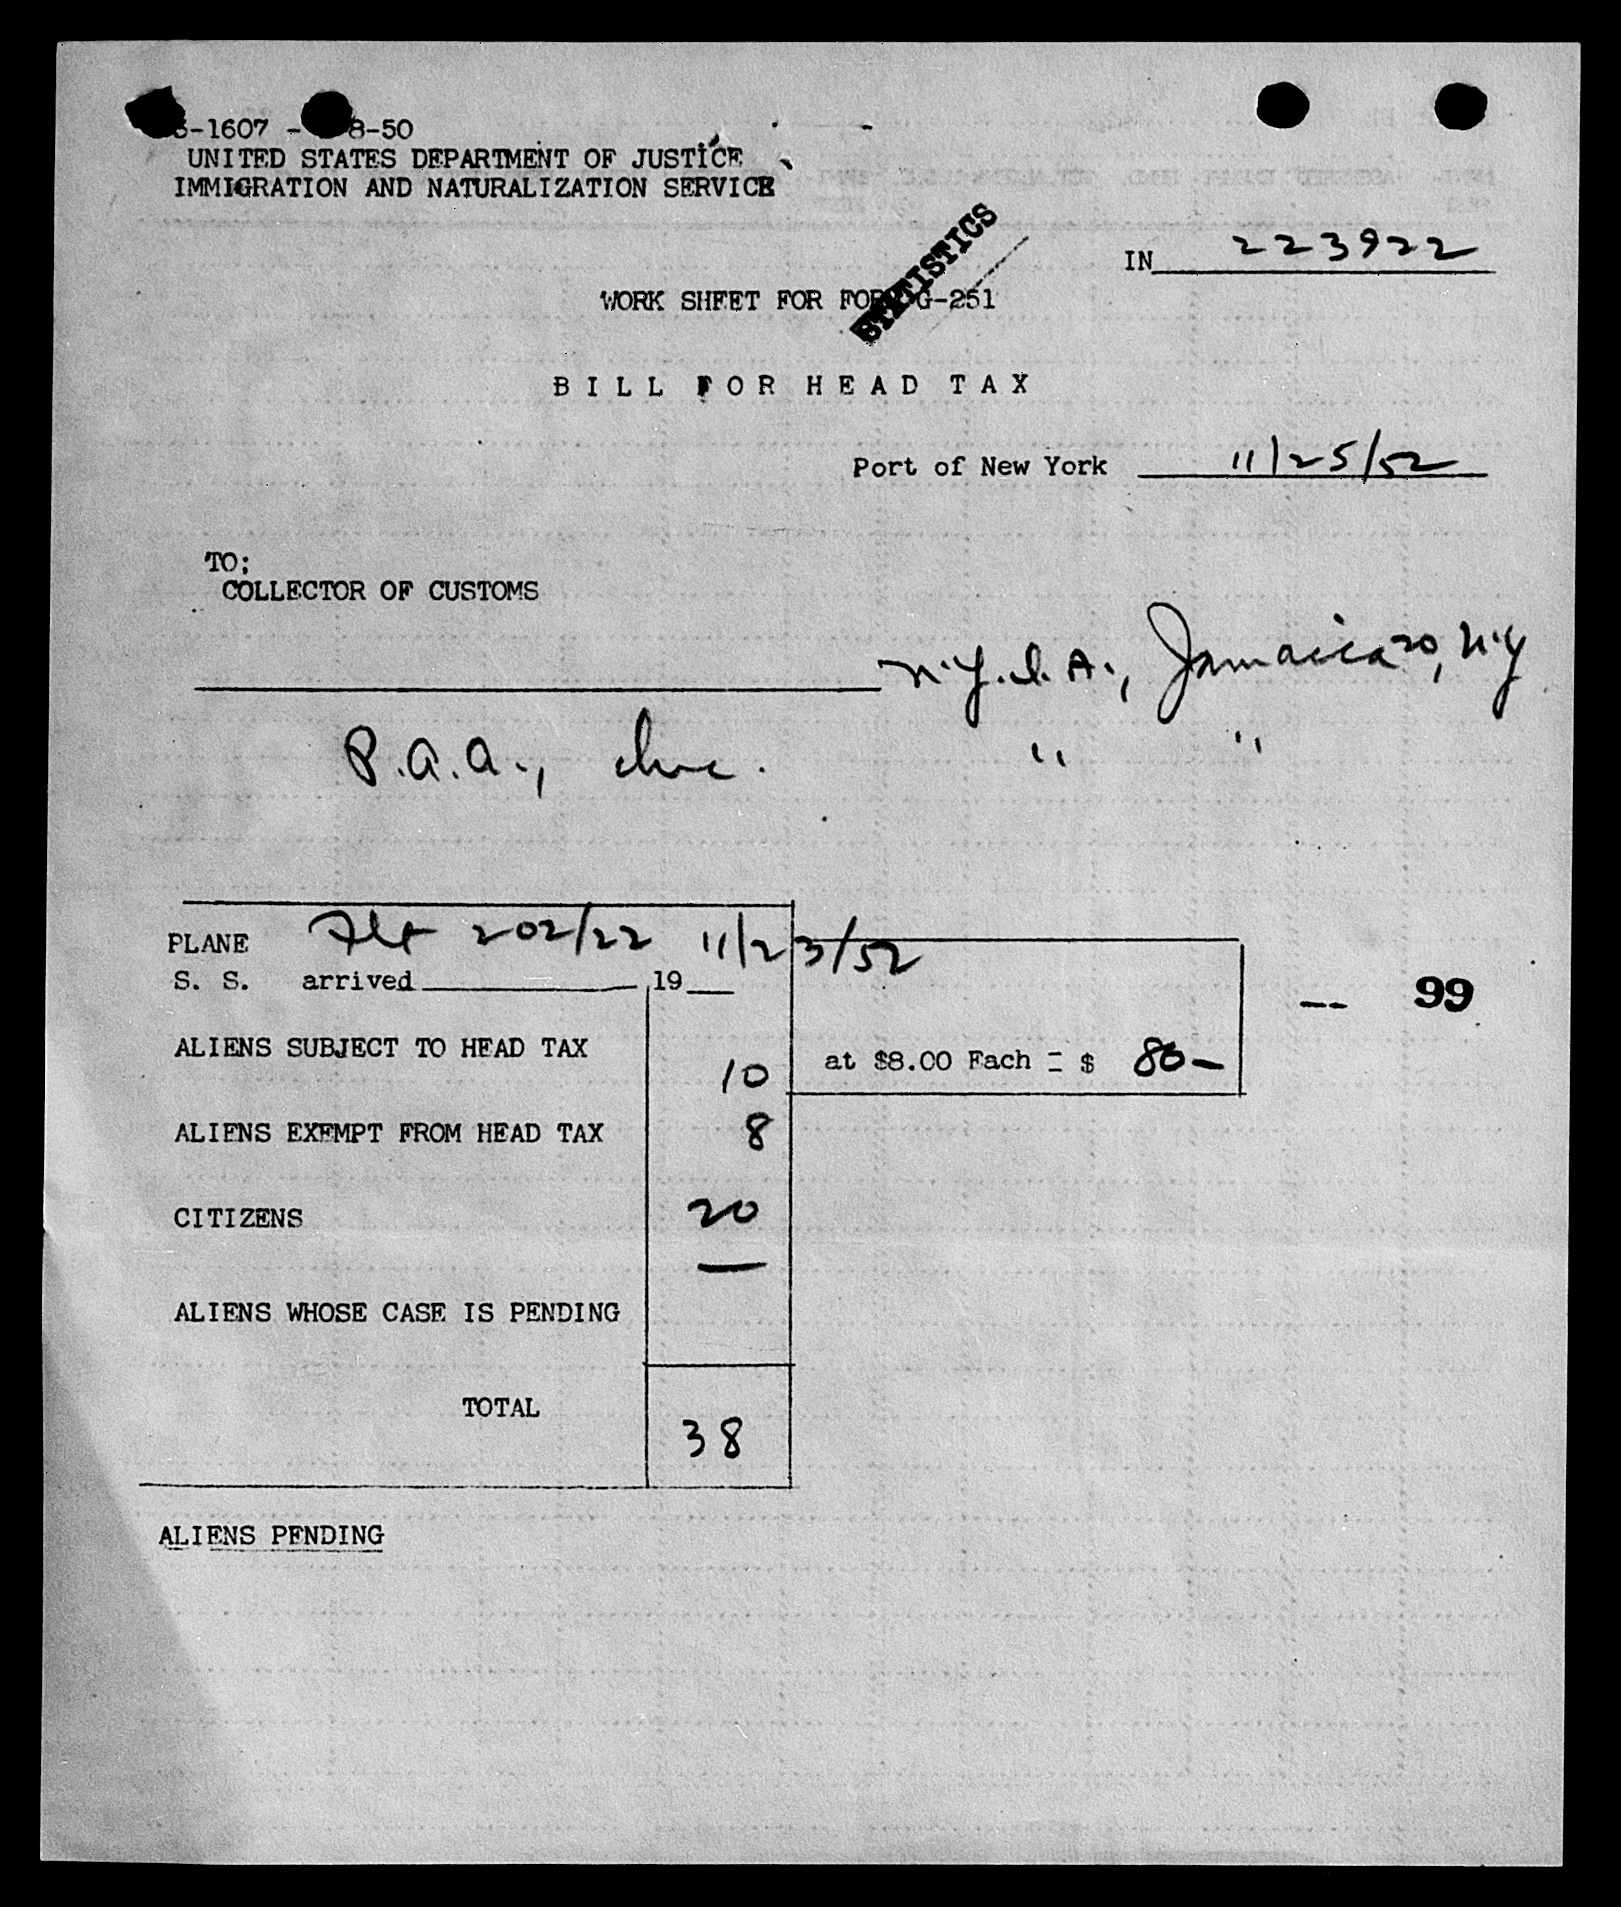 -1607 - 8-50
UNITED STATES DEPARTMENT OF JUSTICE
IMMIGRATION AND NATURALIZATION SERVICE
STATISTICS
IN 223922
WORK SHEET FOR FORM G-251
BILL FOR HEAD TAX
Port of New York 11/25/52
TO:
COLLECTOR OF CUSTOMS
N.Y.I.A., Jamaica 20, N.Y
P.A.A., Inc. " "
PLANE Flt 202/22 11/23/52
S. S. arrived 19
-- 99
ALIENS SUBJECT TO HEAD TAX 10 at $8.00 Each = $ 80-
ALIENS EXEMPT FROM HEAD TAX 8
CITIZENS 20
—
ALIENS WHOSE CASE IS PENDING
TOTAL 38
ALIENS PENDING